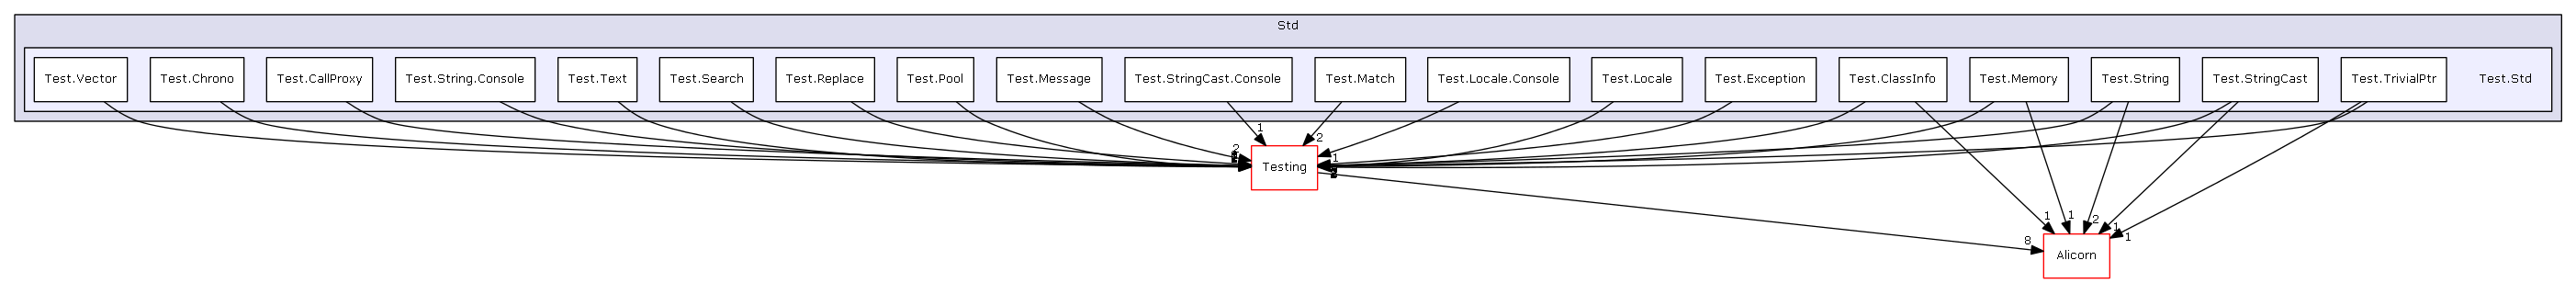 Std
Test.Vector
Test.Chrono
Test.CallProxy
Test.String.Console
Test.Text
Test.Search
Test.Replace
Test.Pool
Test.Message
Test.StringCast.Console
Test.Match
Test.Locale.Console
Test.Locale
Test.Exception
Test.ClassInfo
Test.Memory
Test.String
Test.StringCast
Test.TrivialPtr
Test.Std
1
2
2
1
Testing
1
1
2
1
1
8
Alicorn